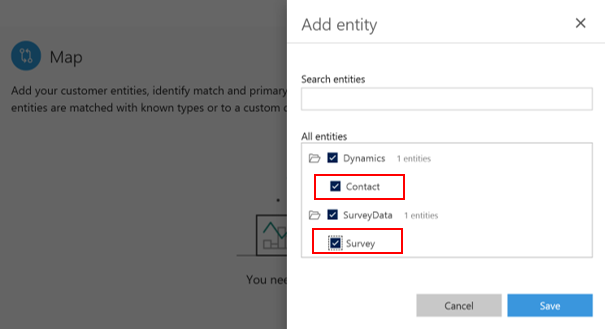 Add entity
Map
Add your customer entities, identify match and primary
entities are matched with known types or to a custom
You nee
Search entities
All entities
Dynamics 1 entities
Contact
SurveyData 1 entities
Survey
Cancel Save